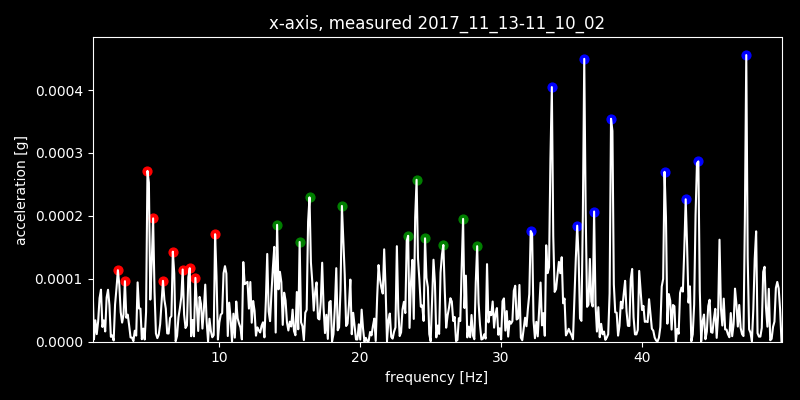 x-axis, measured 2017_11_13-11_10_02
acceleration [g]
0.0004
0.0003
0.0002
0.0001
0.0000
10 20 30 40
frequency [Hz]